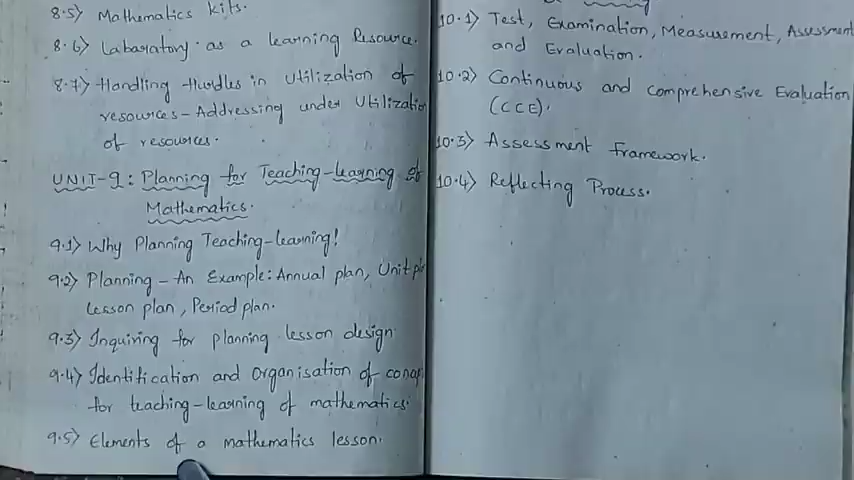 8.5) Mathematics Kits.
8.6) Labaratory as a learning Resource.
8.7) Handling Hurdles in Utilization of
resources - Addressing under Utilization
of resources.
UNIT-9: Planning for Teaching-learning of
Mathematics.
9.1) Why Planning Teaching-learning!
9.2) Planning - An Example: Annual plan, Unit
lesson plan, Period plan.
9.3) Inquiring for planning lesson design
9.4) Identification and Organisation of
for teaching-learning of mathematics.
9.5) Elements of a mathematics lesson.
10.1) Test, Examination, Measurement, Assessment
and Evaluation.
10.2) Continuous and Comprehensive Evaluation
(CCE).
10.3) Assessment Framework.
10.4) Reflecting Process.